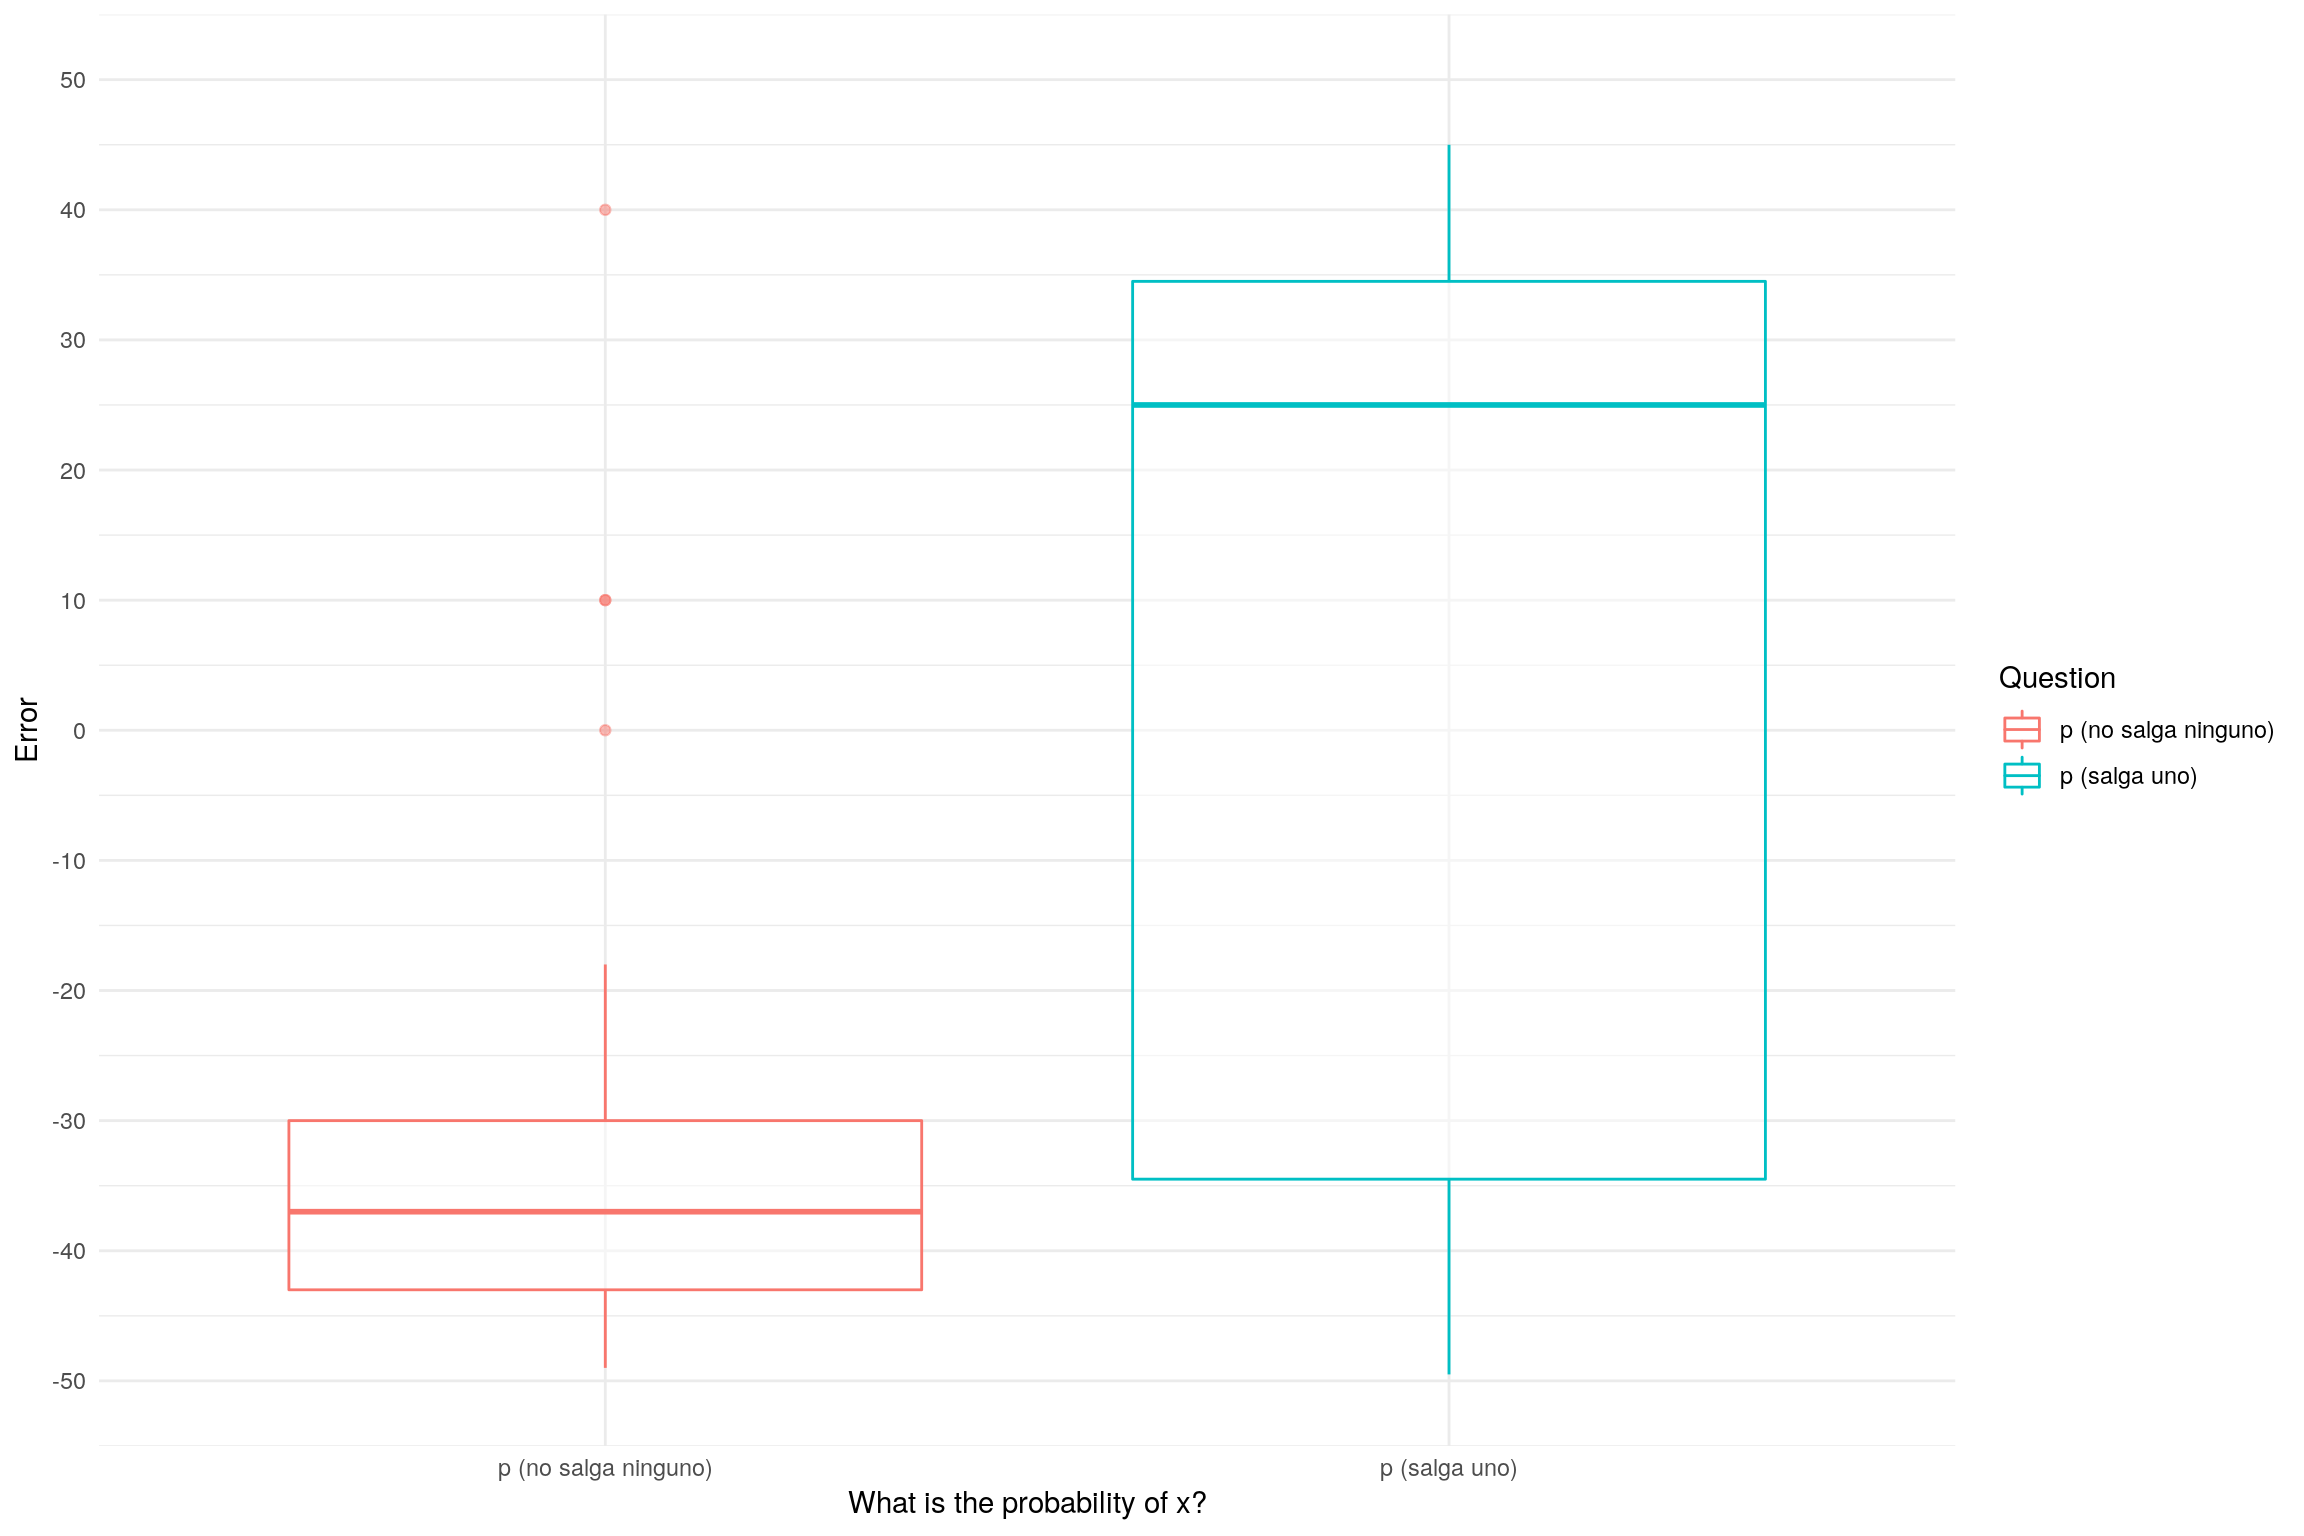 50
40
30
20
10
0
-10
-20
-30
-40
-50
Error
p (no salga ninguno)
p (salga uno)
What is the probability of x?
Question
p (no salga ninguno)
p (salga uno)